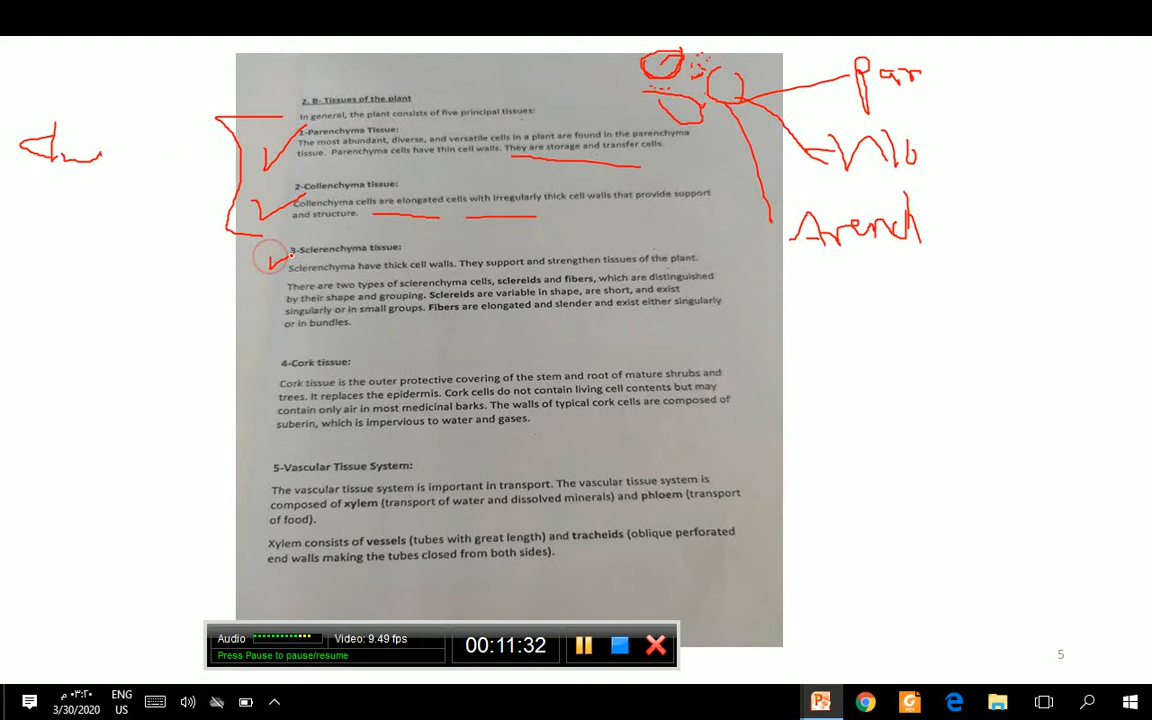 2. B- Tissues of the plant
In general, the plant consists of five principal tissues:
1-Parenchyma Tissue:
The most abundant, diverse, and versatile cells in a plant are found in the parenchyma
tissue. Parenchyma cells have thin cell walls. They are storage and transfer cells.
2-Collenchyma tissue:
Collenchyma cells are elongated cells with irregularly thick cell walls that provide support
and structure.
3-Sclerenchyma tissue:
Sclerenchyma have thick cell walls. They support and strengthen tissues of the plant.
There are two types of sclerenchyma cells, sclereids and fibers, which are distinguished
by their shape and grouping. Sclereids are variable in shape, are short, and exist
singularly or in small groups. Fibers are elongated and slender and exist either singularly
or in bundles.
4-Cork tissue:
Cork tissue is the outer protective covering of the stem and root of mature shrubs and
trees. It replaces the epidermis. Cork cells do not contain living cell contents but may
contain only air in most medicinal barks. The walls of typical cork cells are composed of
suberin, which is impervious to water and gases.
5-Vascular Tissue System:
The vascular tissue system is important in transport. The vascular tissue system is
composed of xylem (transport of water and dissolved minerals) and phloem (transport
of food).
Xylem consists of vessels (tubes with great length) and tracheids (oblique perforated
end walls making the tubes closed from both sides).
Par
Arench
Audio
Video: 9.49 fps
Press Pause to pause/resume
00:11:32
5
٠٣:٢٠ م
3/30/2020
ENG
US